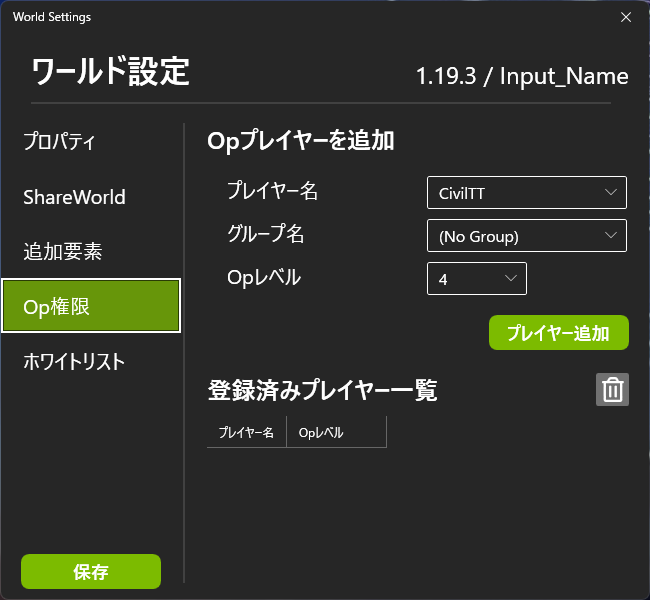 World Settings
ワールド設定
1.19.3 / Input_Name
プロパティ
ShareWorld
追加要素
Op権限
ホワイトリスト
保存
Opプレイヤーを追加
プレイヤー名
CivilTT
グループ名
(No Group)
Opレベル
4
プレイヤー追加
登録済みプレイヤー一覧
プレイヤー名 Opレベル